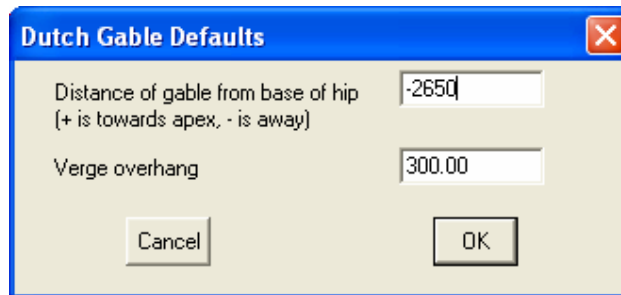 Dutch Gable Defaults
Distance of gable from base of hip
(+ is towards apex, - is away)
-2650
Verge overhang
300.00
Cancel
OK